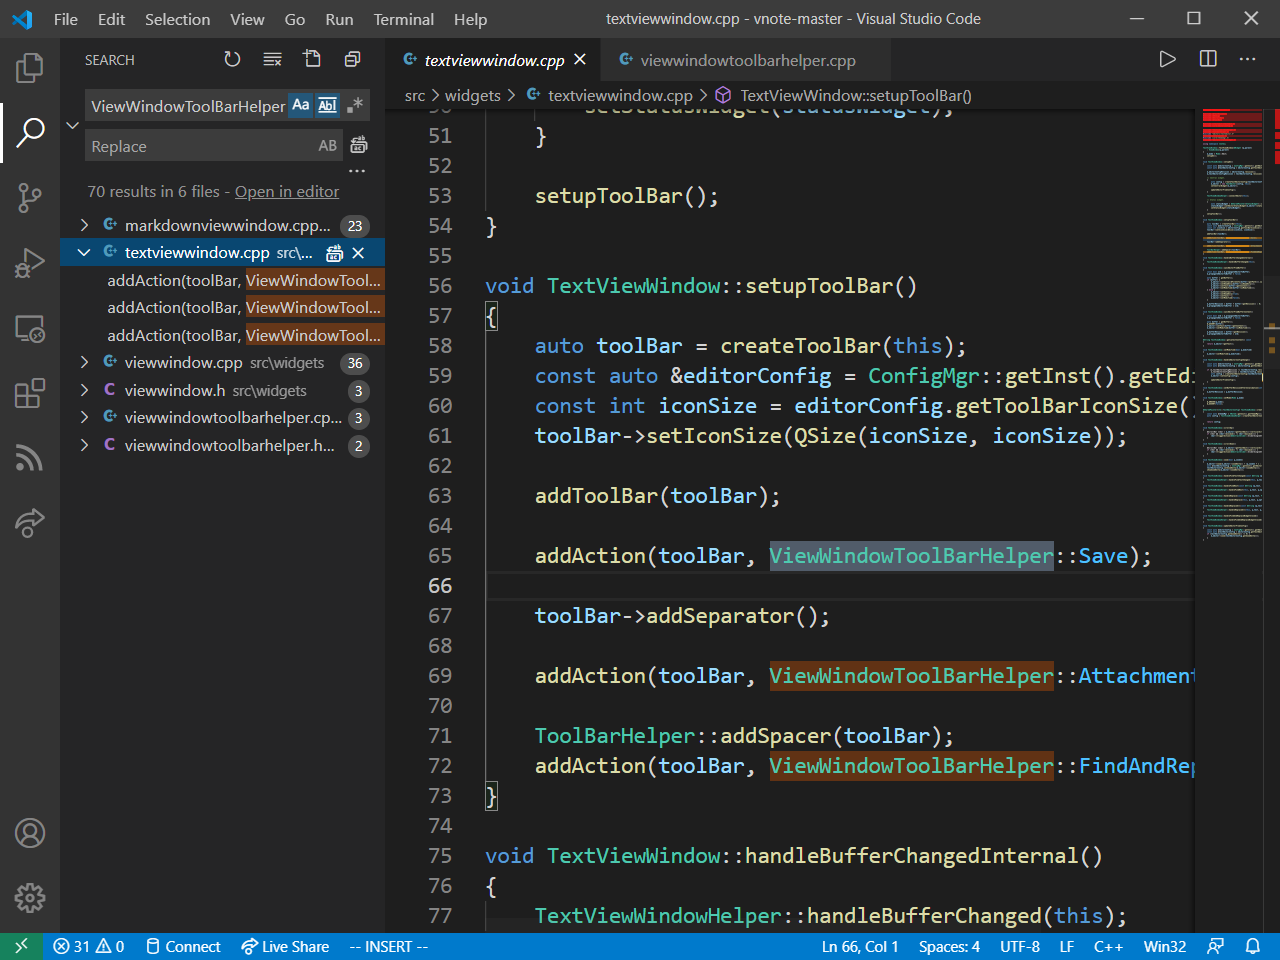 File Edit Selection View Go Run Terminal Help
textviewwindow.cpp - vnote-master - Visual Studio Code
SEARCH
ViewWindowToolBarHelper Aa Abl .*
Replace AB
...
70 results in 6 files - Open in editor
markdownviewwindow.cpp... 23
textviewwindow.cpp src\...
addAction(toolBar, ViewWindowTool...
addAction(toolBar, ViewWindowTool...
addAction(toolBar, ViewWindowTool...
viewwindow.cpp src\widgets 36
viewwindow.h src\widgets 3
viewwindowtoolbarhelper.cp... 3
viewwindowtoolbarhelper.h... 2
textviewwindow.cpp
viewwindowtoolbarhelper.cpp
src > widgets > textviewwindow.cpp > TextViewWindow::setupToolBar()
51 }
52
53 setupToolBar();
54 }
55
56 void TextViewWindow::setupToolBar()
57 {
58 auto toolBar = createToolBar(this);
59 const auto &editorConfig = ConfigMgr::getInst().getEdi
60 const int iconSize = editorConfig.getToolBarIconSize()
61 toolBar->setIconSize(QSize(iconSize, iconSize));
62
63 addToolBar(toolBar);
64
65 addAction(toolBar, ViewWindowToolBarHelper::Save);
66
67 toolBar->addSeparator();
68
69 addAction(toolBar, ViewWindowToolBarHelper::Attachment
70
71 ToolBarHelper::addSpacer(toolBar);
72 addAction(toolBar, ViewWindowToolBarHelper::FindAndRep
73 }
74
75 void TextViewWindow::handleBufferChangedInternal()
76 {
77 TextViewWindowHelper::handleBufferChanged(this);
31 0 Connect Live Share -- INSERT -- Ln 66, Col 1 Spaces: 4 UTF-8 LF C++ Win32